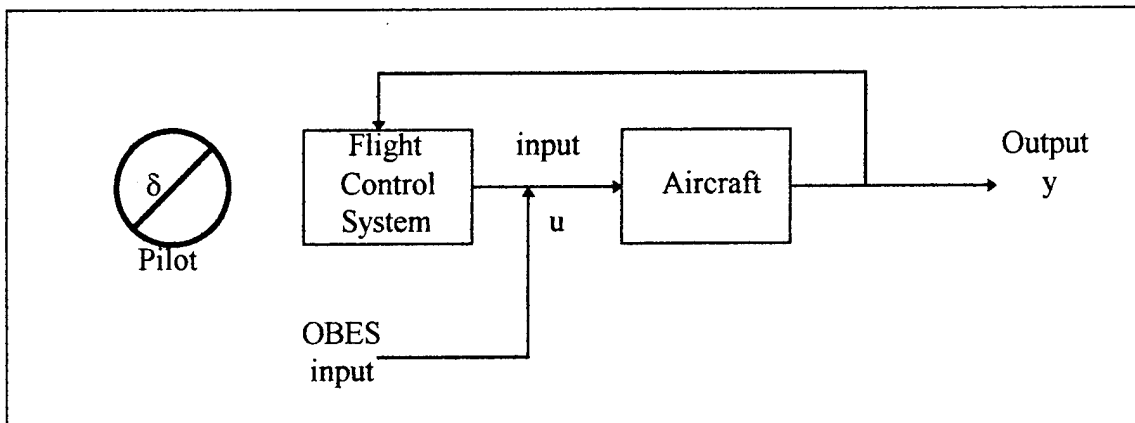 δ
Pilot
Flight
Control
System
input
u
Aircraft
Output
y
OBES
input